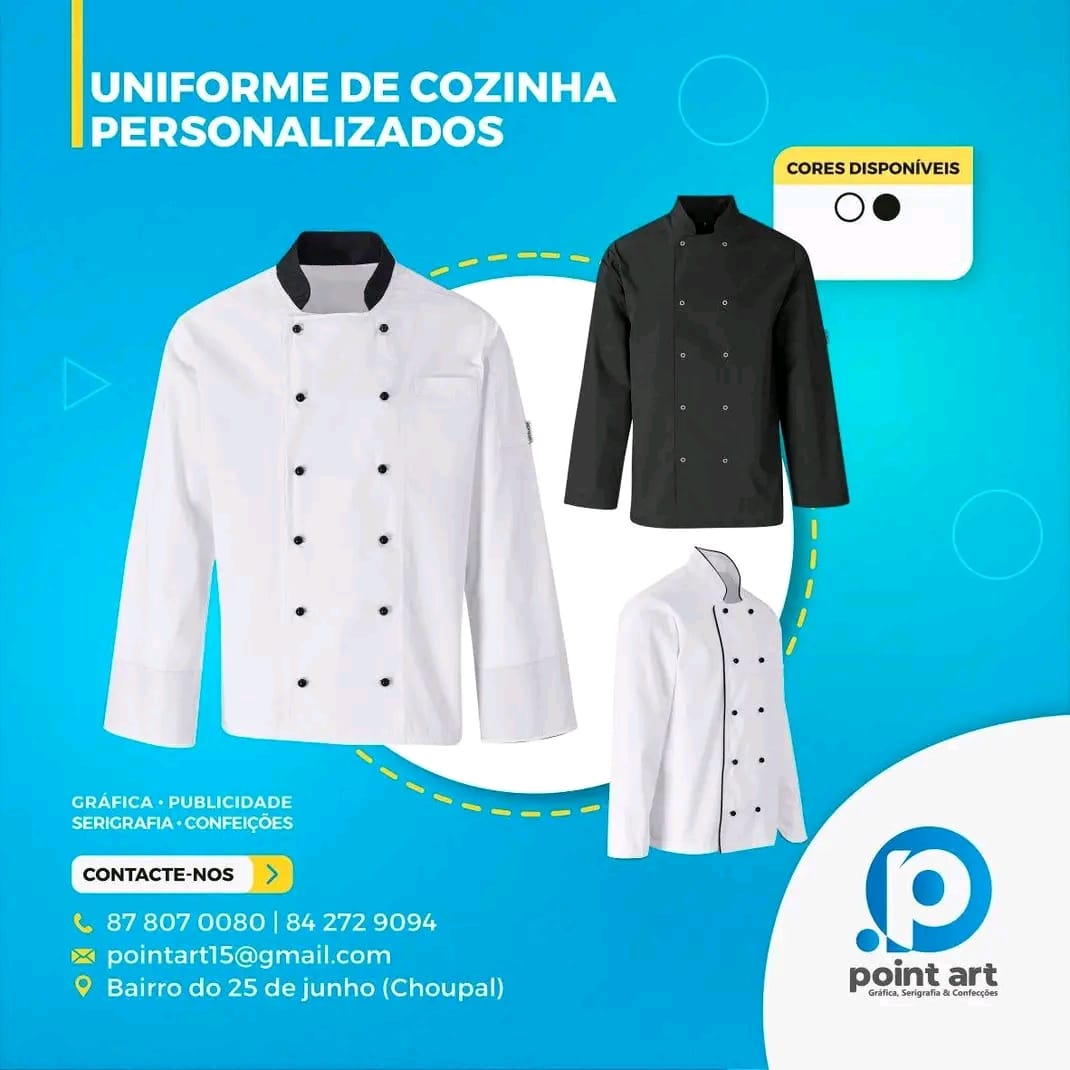 UNIFORME DE COZINHA
PERSONALIZADOS
CORES DISPONÍVEIS
GRÁFICA • PUBLICIDADE
SERIGRAFIA • CONFEIÇÕES
CONTACTE-NOS
87 807 0080 | 84 272 9094
pointart15@gmail.com
Bairro do 25 de junho (Choupal)
point art
Gráfica, Serigrafia & Confecções